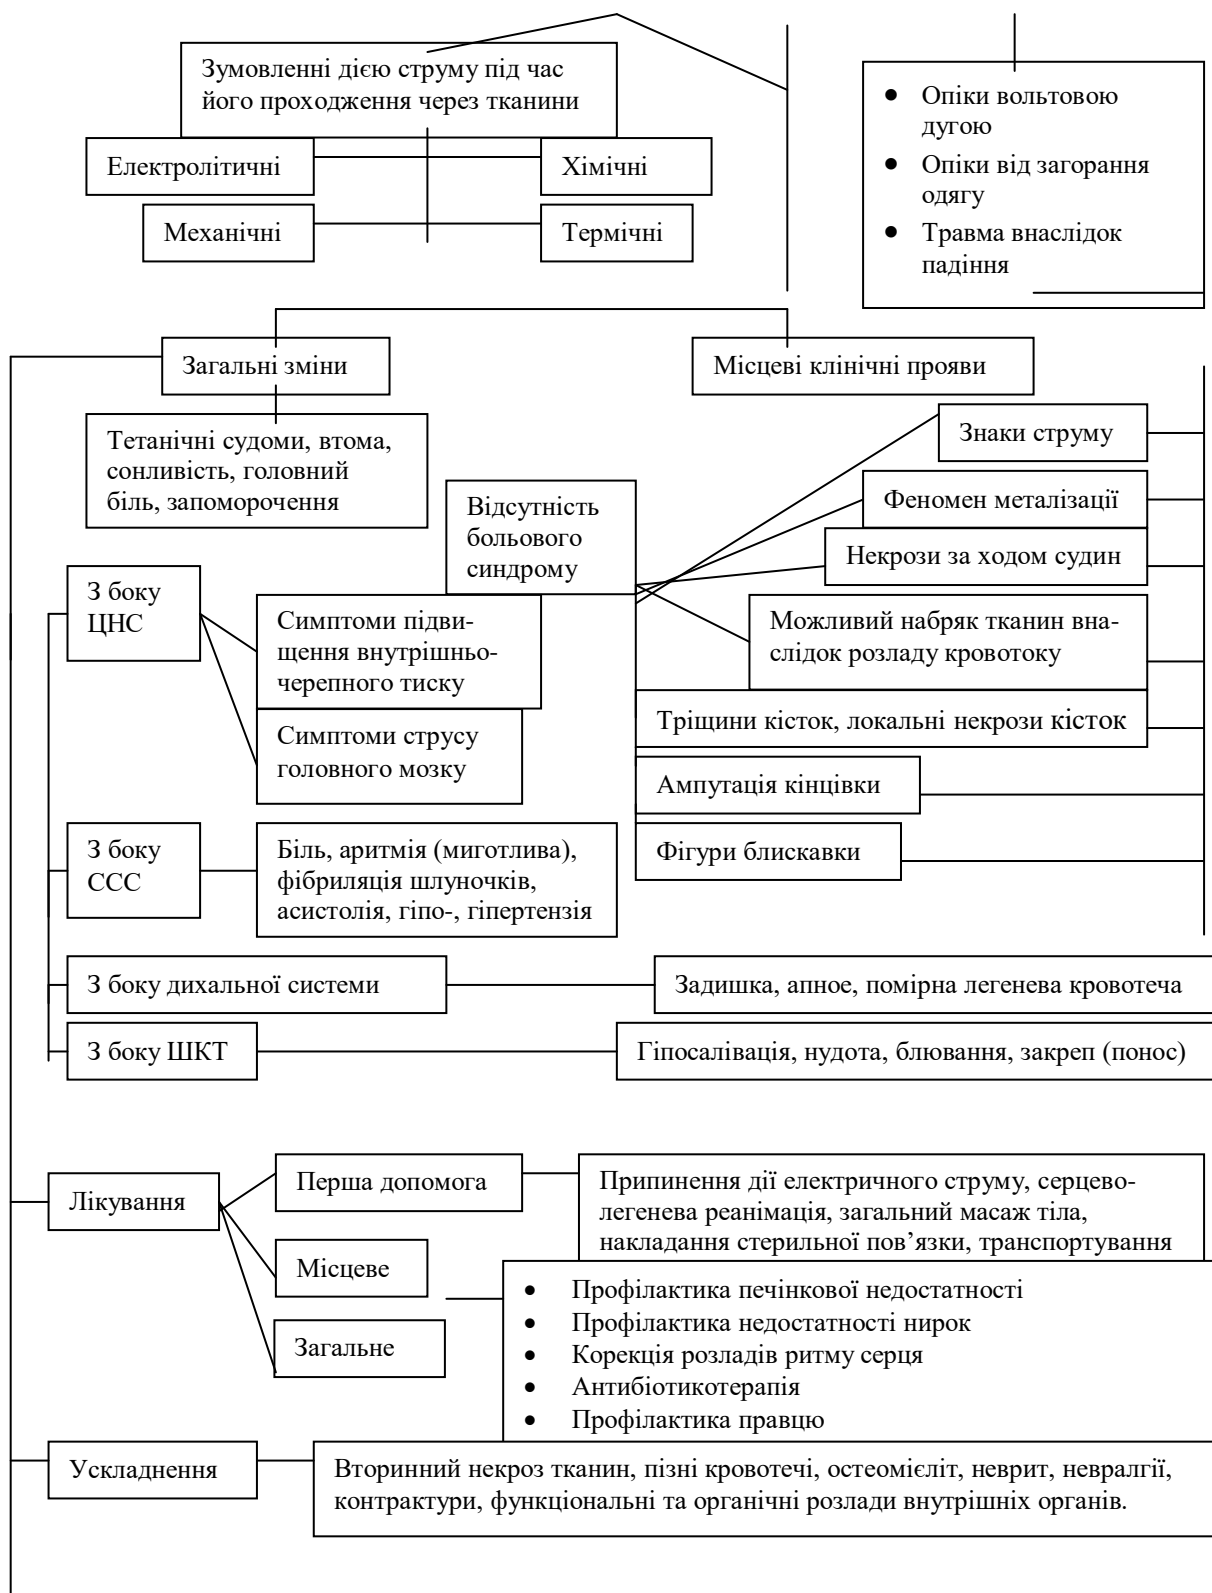 Зумовленні дією струму під час
його проходження через тканини
Електролітичні
Хімічні
Механічні
Термічні
• Опіки вольтовою
дугою
• Опіки від загорання
одягу
• Травма внаслідок
падіння
Загальні зміни
Місцеві клінічні прояви
Тетанічні судоми, втома,
сонливість, головний
біль, запоморочення
Відсутність
больового
синдрому
Знаки струму
Феномен металізації
Некрози за ходом судин
Можливий набряк тканин вна-
слідок розладу кровотоку
Тріщини кісток, локальні некрози кісток
Ампутація кінцівки
Фігури блискавки
З боку
ЦНС
Симптоми підви-
щення внутрішньо-
черепного тиску
Симптоми струсу
головного мозку
З боку
ССС
Біль, аритмія (миготлива),
фібриляція шлуночків,
асистолія, гіпо-, гіпертензія
З боку дихальної системи
Задишка, апное, помірна легенева кровотеча
З боку ШКТ
Гіпосалівація, нудота, блювання, закреп (понос)
Лікування
Перша допомога
Припинення дії електричного струму, серцево-
легенева реанімація, загальний масаж тіла,
накладання стерильної пов’язки, транспортування
Місцеве
Загальне
• Профілактика печінкової недостатності
• Профілактика недостатності нирок
• Корекція розладів ритму серця
• Антибіотикотерапія
• Профілактика правцю
Ускладнення
Вторинний некроз тканин, пізні кровотечі, остеомієліт, неврит, невралгії,
контрактури, функціональні та органічні розлади внутрішніх органів.